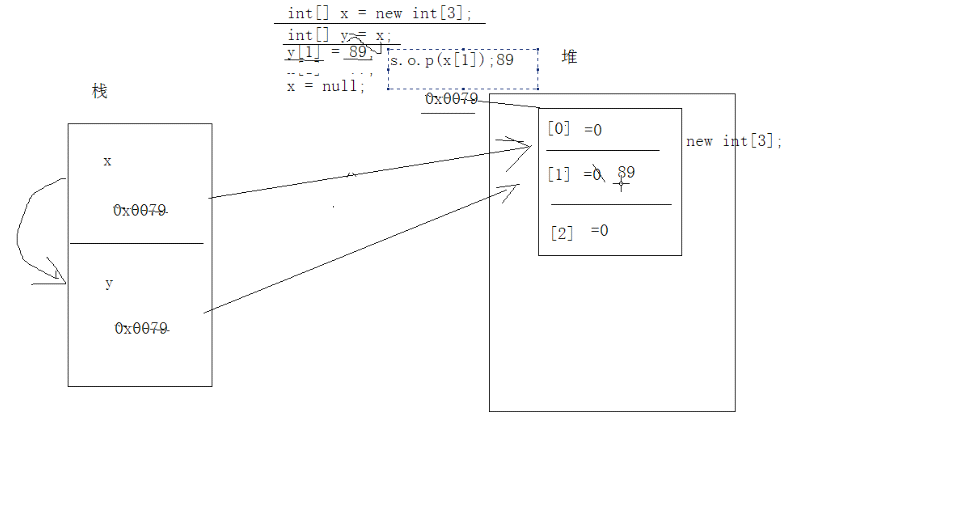 int[] x = new int[3];
int[] y = x;
y[1] = 89;
s.o.p(x[1]);89
x = null;
堆
栈
0x0079
x
0x0079
y
0x0079
[0] =0
[1] =0 89
[2] =0
new int[3];